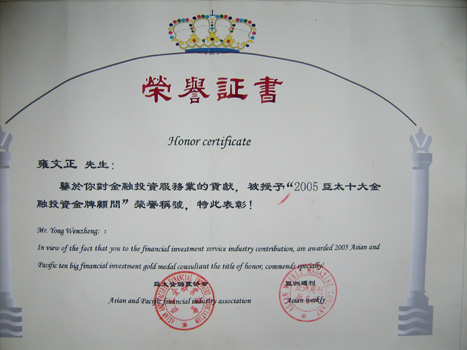 榮譽証書
Honor certificate
雍文正 先生：
鑒於你對金融投資服務業的貢獻，被授予“2005亞太十大金
融投資金牌顧問”榮譽稱號，特此表彰！
Mr. Yong Wenzheng: :
In view of the fact that you to the financial investment service industry contribution, are awarded 2005 Asian and
Pacific ten big financial investment gold medal consultant the title of honor, commends specially!
亞太金融業協會 亞洲週刊
Asian and Pacific financial industry association Asian weekly